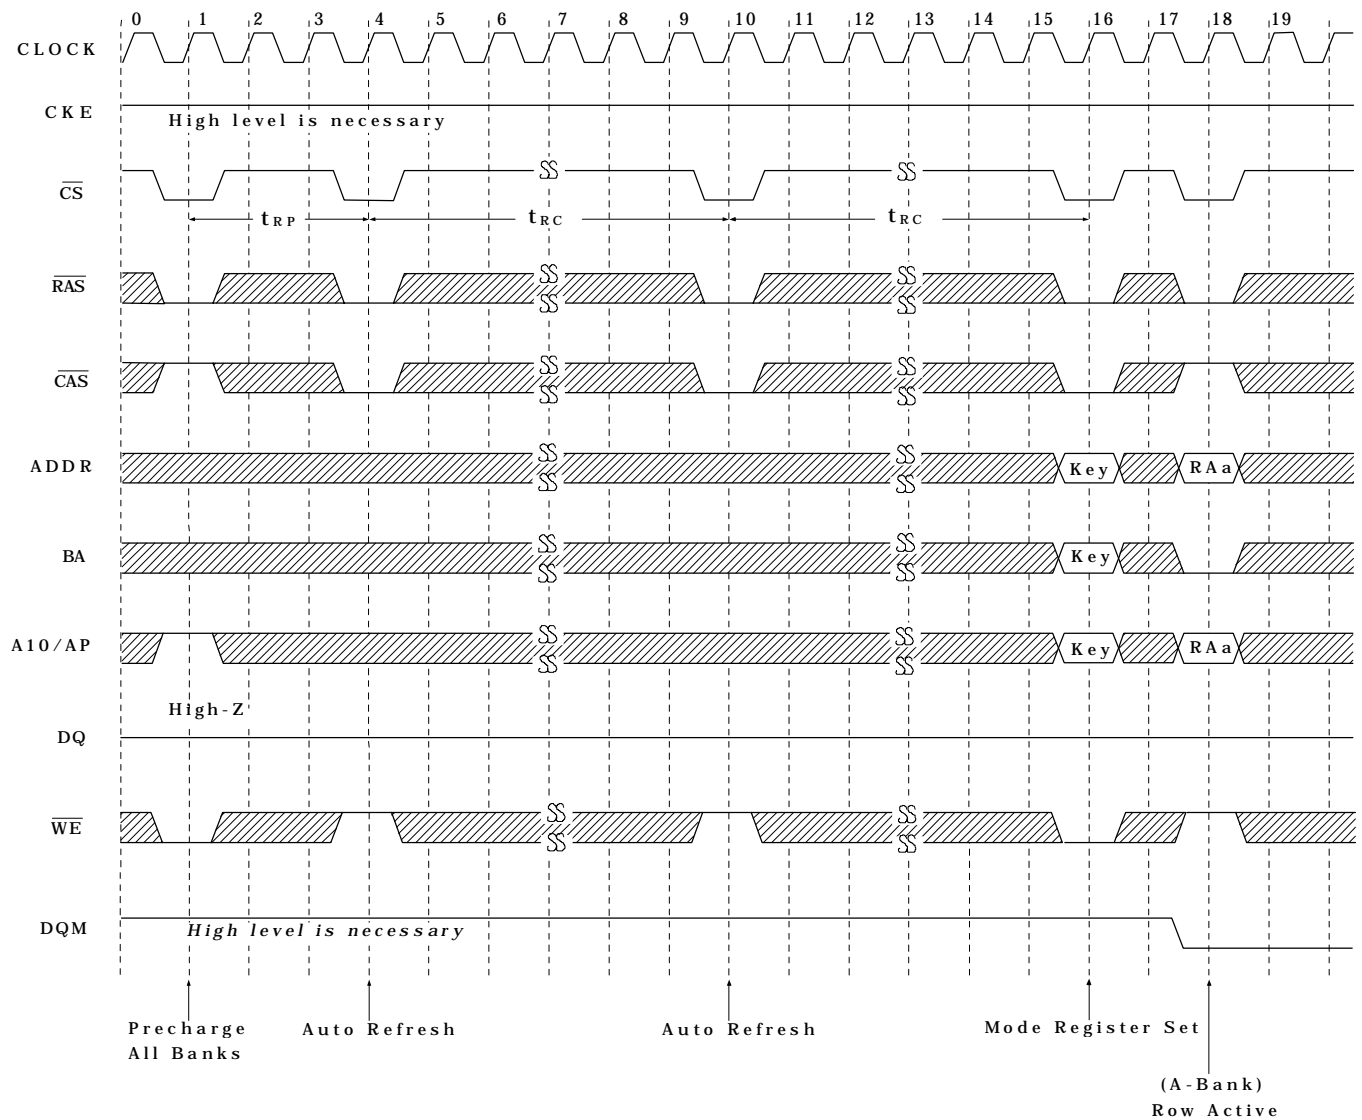 0 1 2 3 4 5 6 7 8 9 10 11 12 13 14 15 16 17 18 19
CLOCK
CKE
High level is necessary
CS
tRP tRC tRC
RAS
CAS
ADDR Key RAa
BA Key
A10/AP Key RAa
High-Z
DQ
WE
DQM
High level is necessary
Precharge
All Banks
Auto Refresh
Auto Refresh
Mode Register Set
(A-Bank)
Row Active